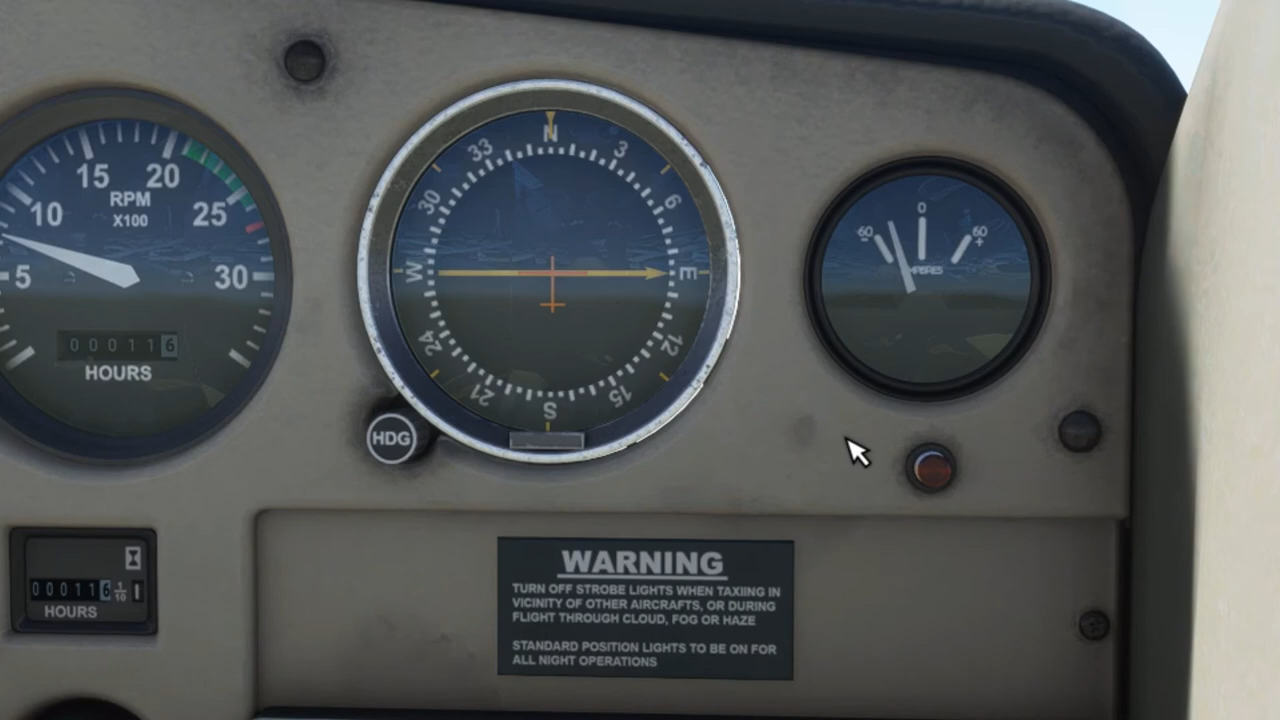 15 20
RPM
10 X100 25
5 30
000116
HOURS
N
33 3
30 6
W E
24 12
21 15
S
HDG
0
60 60
- +
WARNING
TURN OFF STROBE LIGHTS WHEN TAXIING IN
VICINITY OF OTHER AIRCRAFTS, OR DURING
FLIGHT THROUGH CLOUD, FOG OR HAZE
STANDARD POSITION LIGHTS TO BE ON FOR
ALL NIGHT OPERATIONS
000116 1/10 1
HOURS